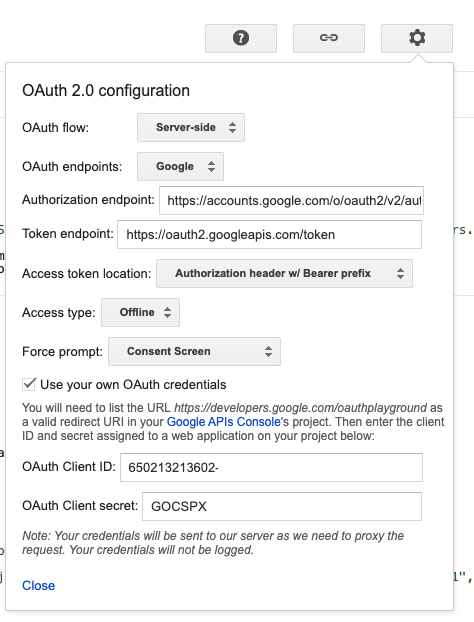 OAuth 2.0 configuration
OAuth flow: Server-side
OAuth endpoints: Google
Authorization endpoint: https://accounts.google.com/o/oauth2/v2/aut
Token endpoint: https://oauth2.googleapis.com/token
Access token location: Authorization header w/ Bearer prefix
Access type: Offline
Force prompt: Consent Screen
Use your own OAuth credentials
You will need to list the URL https://developers.google.com/oauthplayground as
a valid redirect URI in your Google APIs Console's project. Then enter the client
ID and secret assigned to a web application on your project below:
OAuth Client ID: 650213213602-
OAuth Client secret: GOCSPX
Note: Your credentials will be sent to our server as we need to proxy the
request. Your credentials will not be logged.
Close